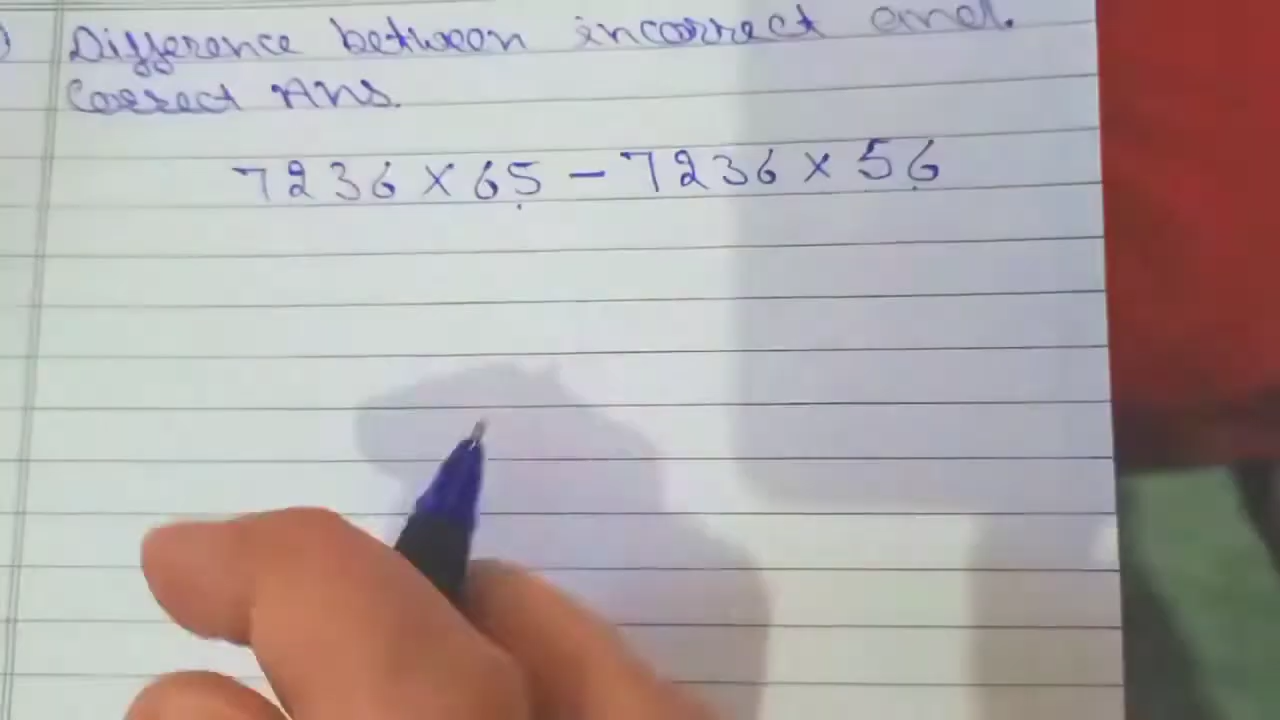 ) Difference between incorrect and.
Correct Ans.
7236 × 65 - 7236 × 56